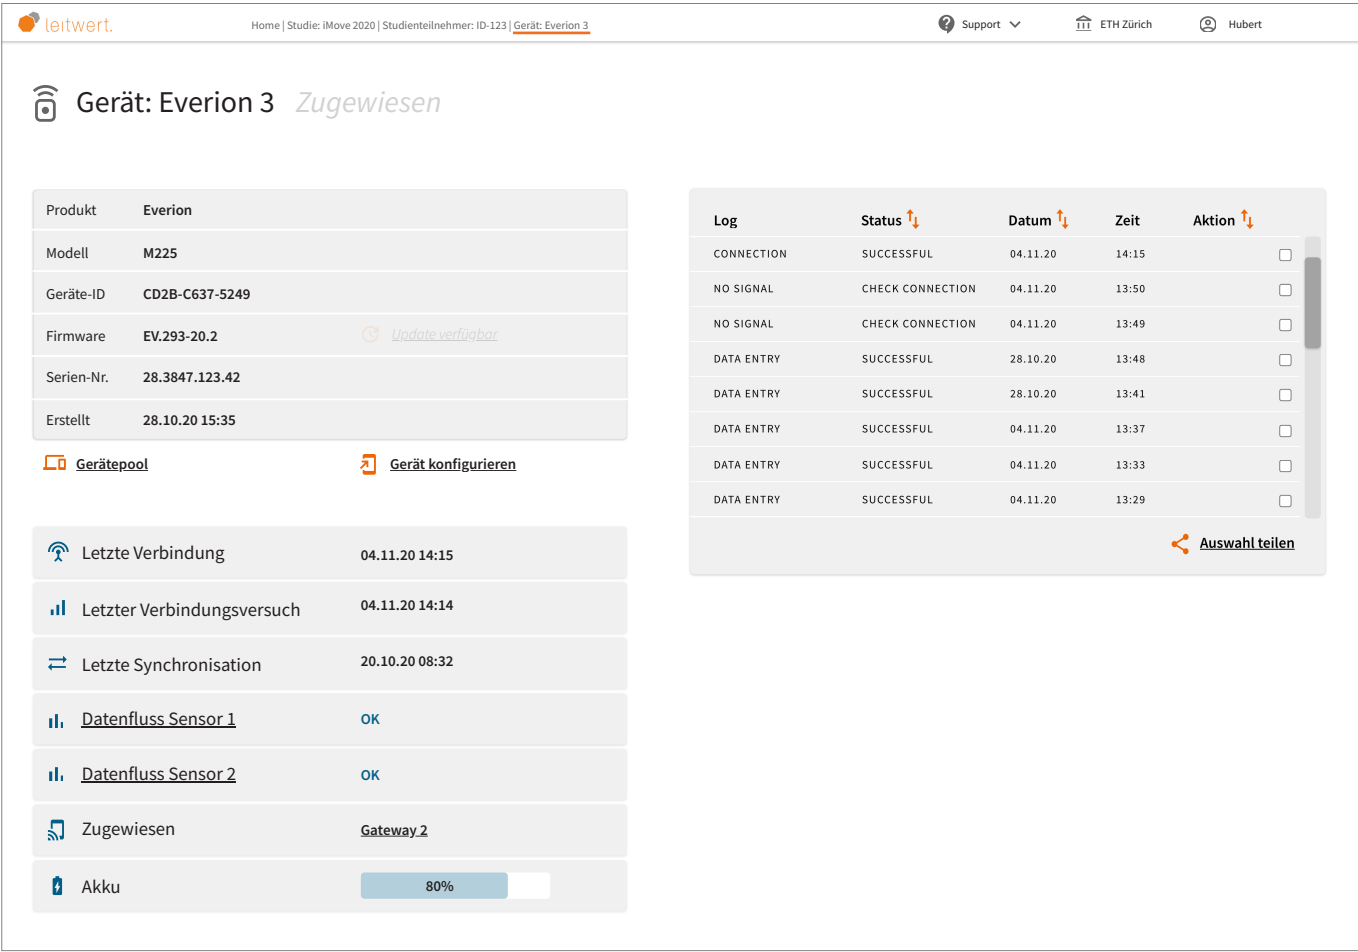 leitwert.
Home | Studie: iMove 2020 | Studienteilnehmer: ID-123 | Gerät: Everion 3
Support
ETH Zürich
Hubert
Gerät: Everion 3 Zugewiesen
Produkt Everion
Modell M225
Geräte-ID CD2B-C637-5249
Firmware EV.293-20.2 Update verfügbar
Serien-Nr. 28.3847.123.42
Erstellt 28.10.20 15:35
Gerätepool
Gerät konfigurieren
Letzte Verbindung 04.11.20 14:15
Letzter Verbindungsversuch 04.11.20 14:14
Letzte Synchronisation 20.10.20 08:32
Datenfluss Sensor 1 OK
Datenfluss Sensor 2 OK
Zugewiesen Gateway 2
Akku 80%
Log Status Datum Zeit Aktion
CONNECTION SUCCESSFUL 04.11.20 14:15
NO SIGNAL CHECK CONNECTION 04.11.20 13:50
NO SIGNAL CHECK CONNECTION 04.11.20 13:49
DATA ENTRY SUCCESSFUL 28.10.20 13:48
DATA ENTRY SUCCESSFUL 28.10.20 13:41
DATA ENTRY SUCCESSFUL 04.11.20 13:37
DATA ENTRY SUCCESSFUL 04.11.20 13:33
DATA ENTRY SUCCESSFUL 04.11.20 13:29
Auswahl teilen